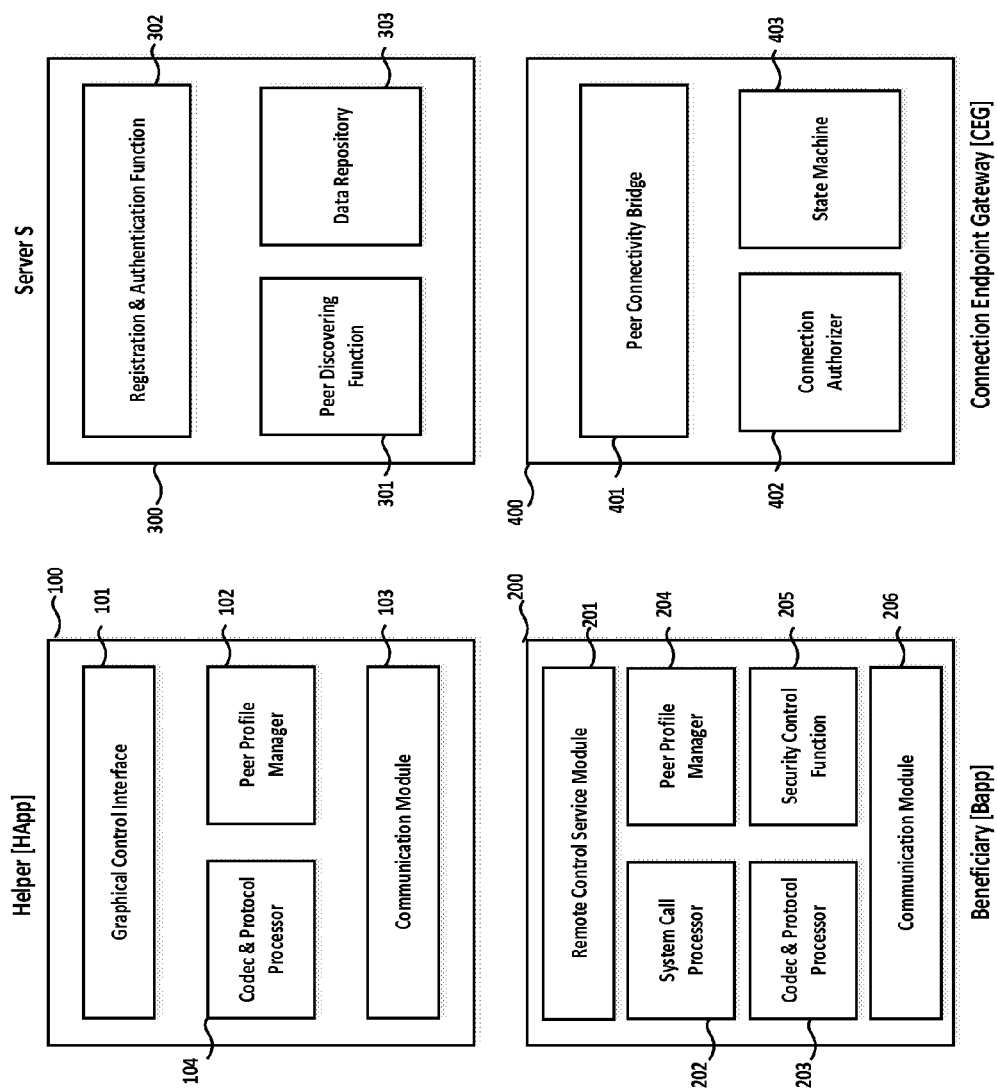 Helper [HApp]
100
Graphical Control Interface
101
Codec & Protocol
Processor
104
Peer Profile
Manager
102
Communication Module
103
Server S
300
Registration & Authentication Function
302
Peer Discovering
Function
301
Data Repository
303
200
Remote Control Service Module
201
System Call
Processor
202
Peer Profile
Manager
204
Codec & Protocol
Processor
203
Security Control
Function
205
Communication Module
206
Beneficiary [Bapp]
400
Peer Connectivity Bridge
401
Connection
Authorizer
402
State Machine
403
Connection Endpoint Gateway [CEG]